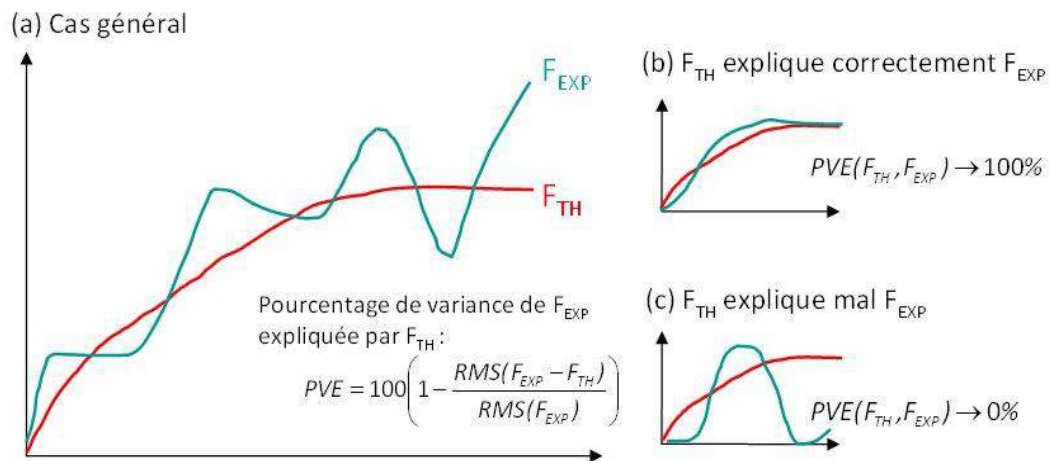 (a) Cas général
F_EXP
F_TH
Pourcentage de variance de F_EXP
expliquée par F_TH :
PVE = 100(1 - RMS(F_EXP - F_TH) / RMS(F_EXP))
(b) F_TH explique correctement F_EXP
PVE(F_TH, F_EXP) → 100%
(c) F_TH explique mal F_EXP
PVE(F_TH, F_EXP) → 0%